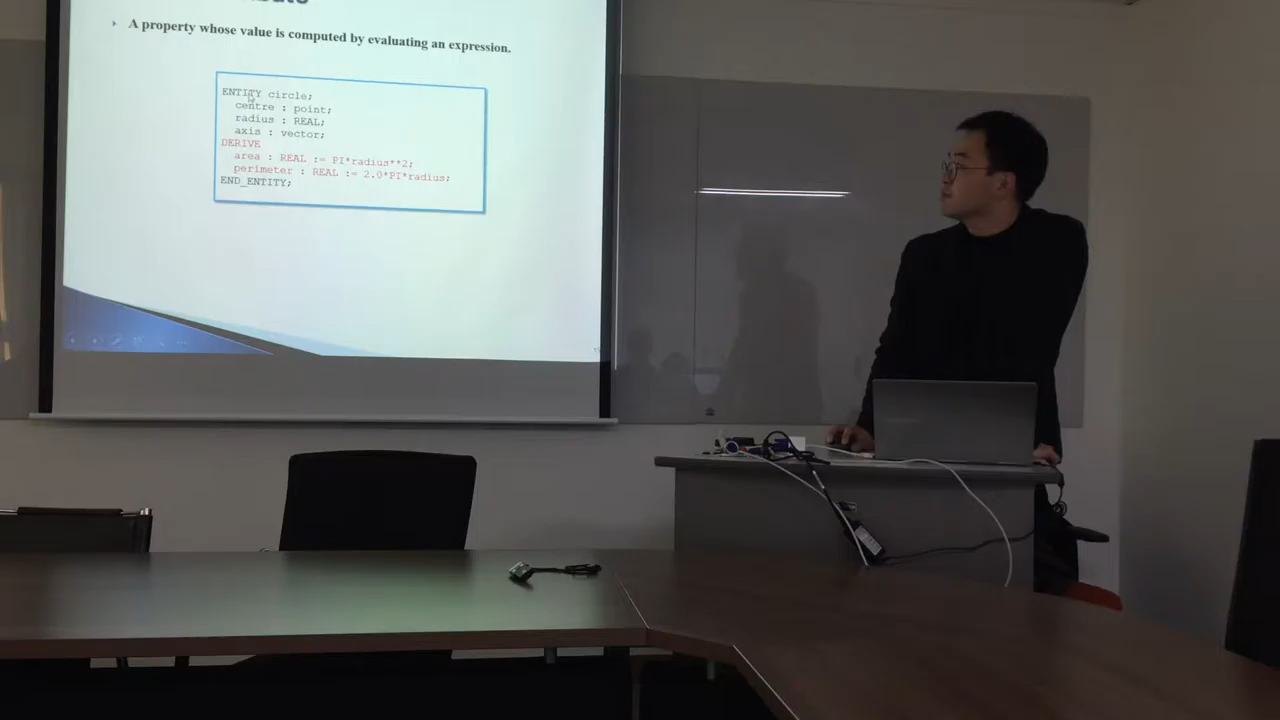 A property whose value is computed by evaluating an expression.
ENTITY circle;
centre : point;
radius : REAL;
axis : vector;
DERIVE
area : REAL := PI*radius**2;
perimeter : REAL := 2.0*PI*radius;
END_ENTITY;